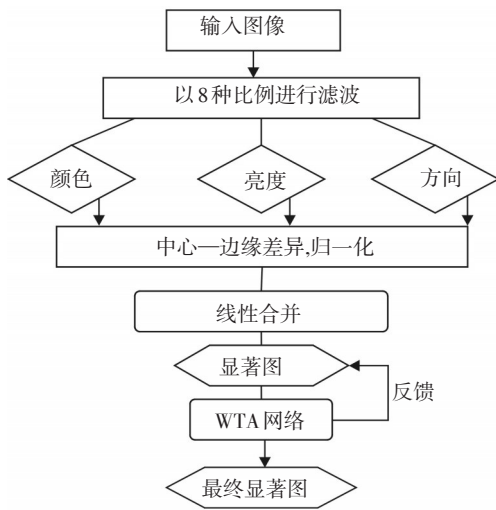 输入图像
以8种比例进行滤波
颜色
亮度
方向
中心—边缘差异,归一化
线性合并
显著图
反馈
WTA网络
最终显著图